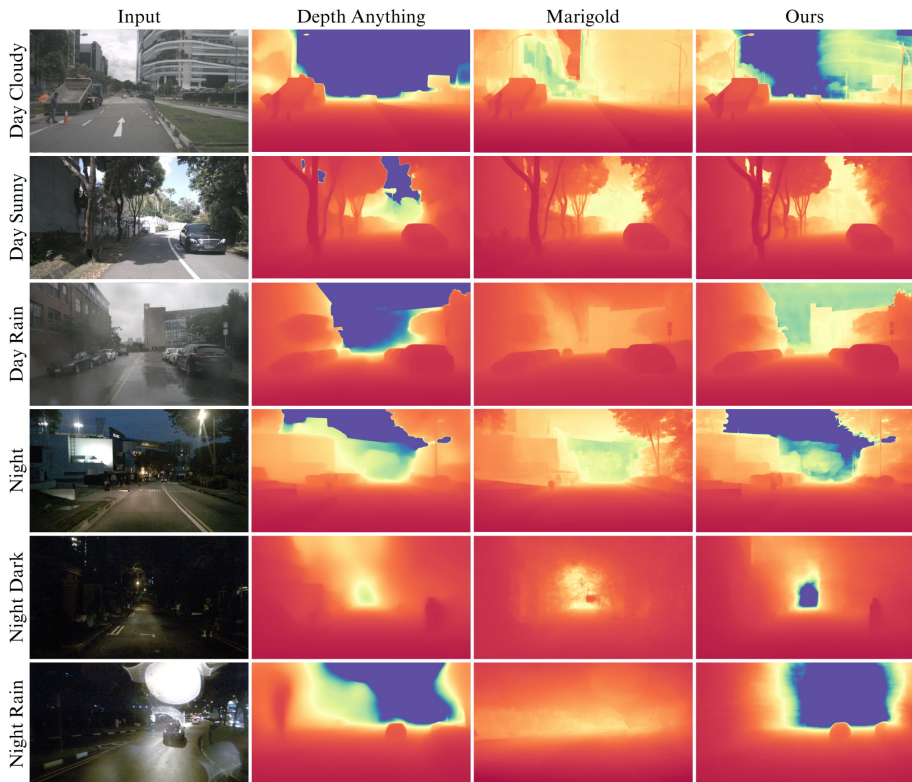 Input Depth Anything Marigold Ours
Day Cloudy
Day Sunny
Day Rain
Night
Night Dark
Night Rain